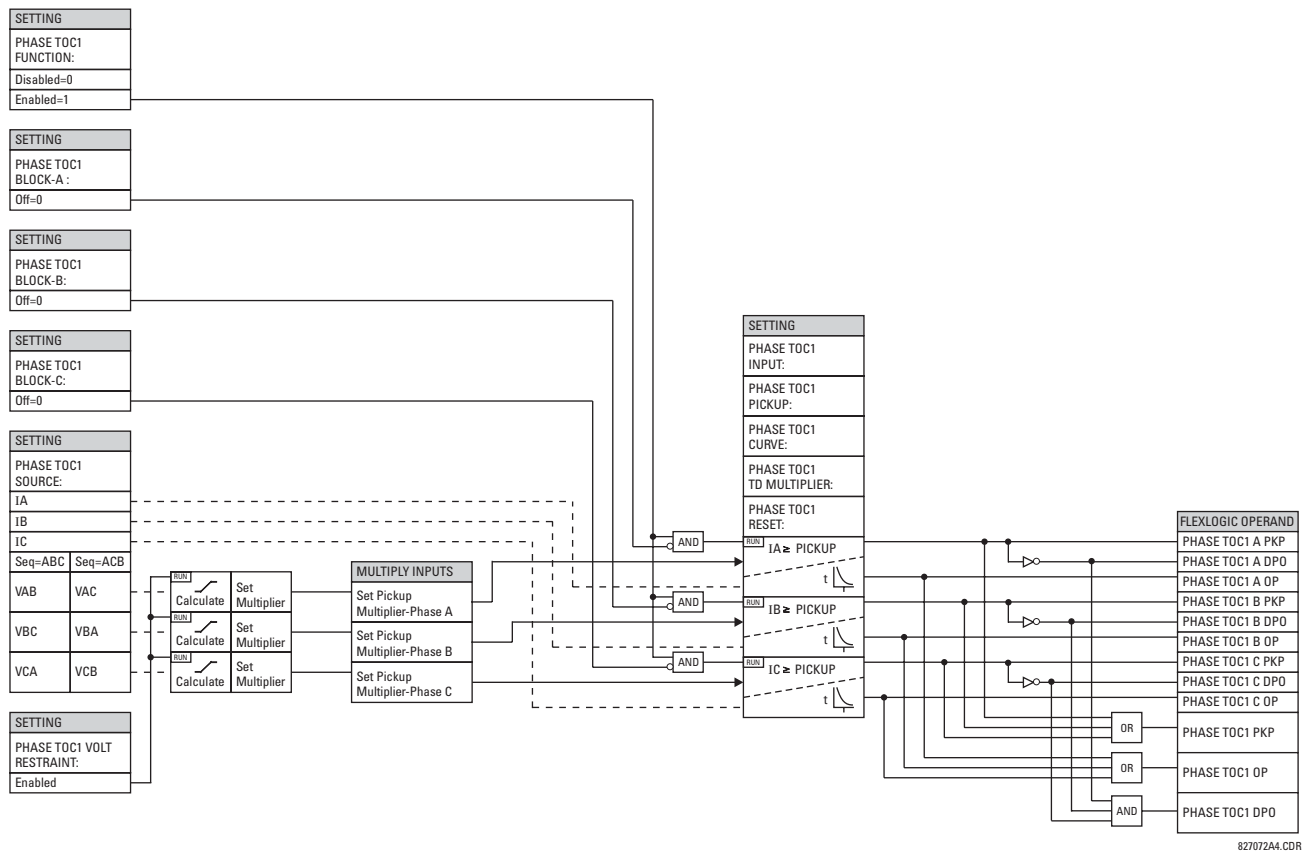 SETTING
PHASE TOC1
FUNCTION:
Disabled=0
Enabled=1
SETTING
PHASE TOC1
BLOCK-A :
Off=0
SETTING
PHASE TOC1
BLOCK-B:
Off=0
SETTING
PHASE TOC1
BLOCK-C:
Off=0
SETTING
PHASE TOC1
SOURCE:
IA
IB
IC
Seq=ABC Seq=ACB
VAB VAC
VBC VBA
VCA VCB
SETTING
PHASE TOC1 VOLT
RESTRAINT:
Enabled
RUN
Calculate
Set
Multiplier
RUN
Calculate
Set
Multiplier
RUN
Calculate
Set
Multiplier
MULTIPLY INPUTS
Set Pickup
Multiplier-Phase A
Set Pickup
Multiplier-Phase B
Set Pickup
Multiplier-Phase C
AND
AND
AND
SETTING
PHASE TOC1
INPUT:
PHASE TOC1
PICKUP:
PHASE TOC1
CURVE:
PHASE TOC1
TD MULTIPLIER:
PHASE TOC1
RESET:
RUN IA ≥ PICKUP
t
RUN IB ≥ PICKUP
t
RUN IC ≥ PICKUP
t
OR
OR
AND
FLEXLOGIC OPERAND
PHASE TOC1 A PKP
PHASE TOC1 A DPO
PHASE TOC1 A OP
PHASE TOC1 B PKP
PHASE TOC1 B DPO
PHASE TOC1 B OP
PHASE TOC1 C PKP
PHASE TOC1 C DPO
PHASE TOC1 C OP
PHASE TOC1 PKP
PHASE TOC1 OP
PHASE TOC1 DPO
827072A4.CDR